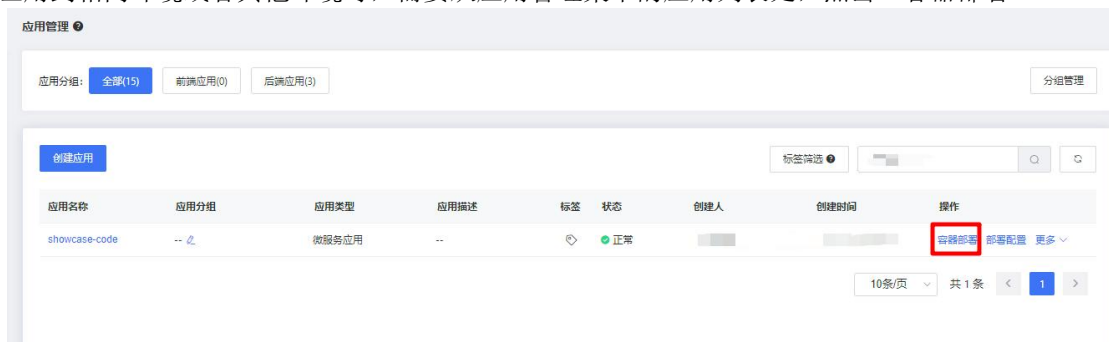 应用管理
应用分组: 全部(15) 前端应用(0) 后端应用(3) 分组管理
创建应用 标签筛选
应用名称 应用分组 应用类型 应用描述 标签 状态 创建人 创建时间 操作
showcase-code -- 微服务应用 -- 正常 容器部署 部署配置 更多
10条/页 共 1 条 < 1 >